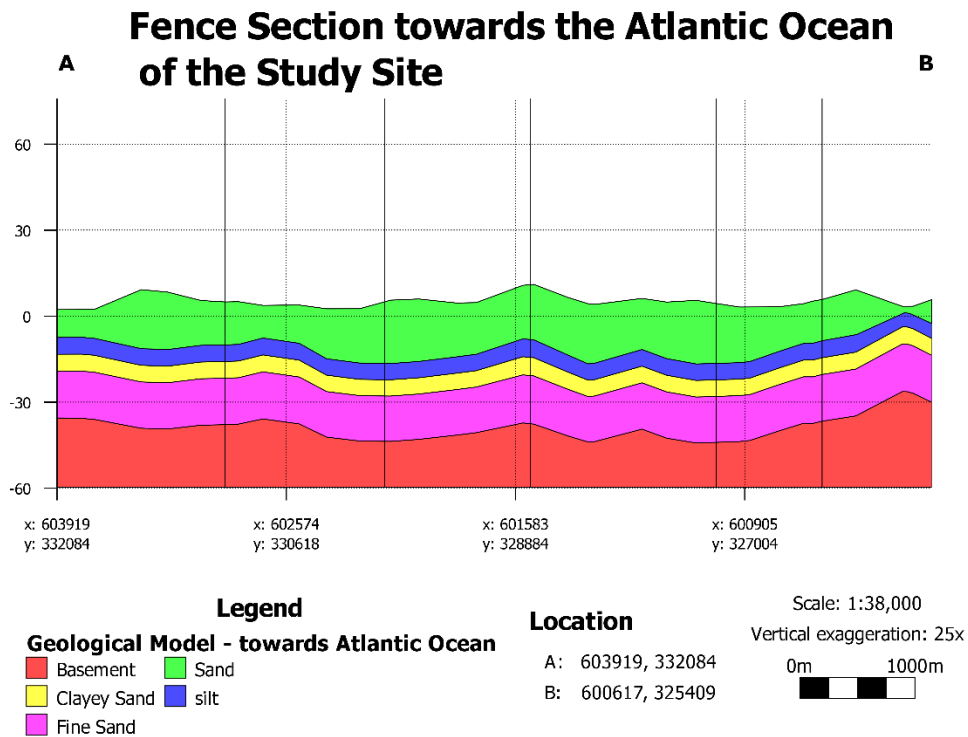 Fence Section towards the Atlantic Ocean
of the Study Site
A
B
60
30
0
-30
-60
x: 603919
y: 332084
x: 602574
y: 330618
x: 601583
y: 328884
x: 600905
y: 327004
Legend
Geological Model - towards Atlantic Ocean
Basement
Sand
Clayey Sand
silt
Fine Sand
Location
A: 603919, 332084
B: 600617, 325409
Scale: 1:38,000
Vertical exaggeration: 25x
0m 1000m